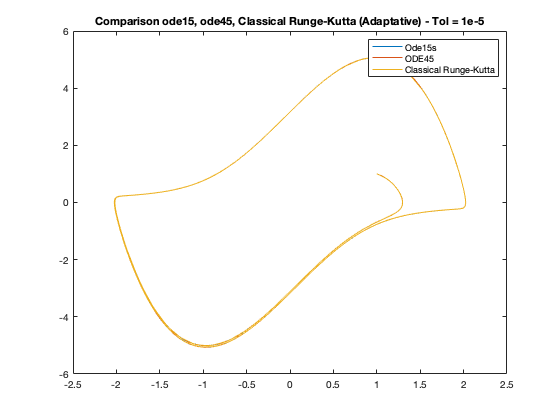 Comparison ode15, ode45, Classical Runge-Kutta (Adaptative) - Tol = 1e-5
Ode15s
ODE45
Classical Runge-Kutta
6
4
2
0
-2
-4
-6
-2.5 -2 -1.5 -1 -0.5 0 0.5 1 1.5 2 2.5